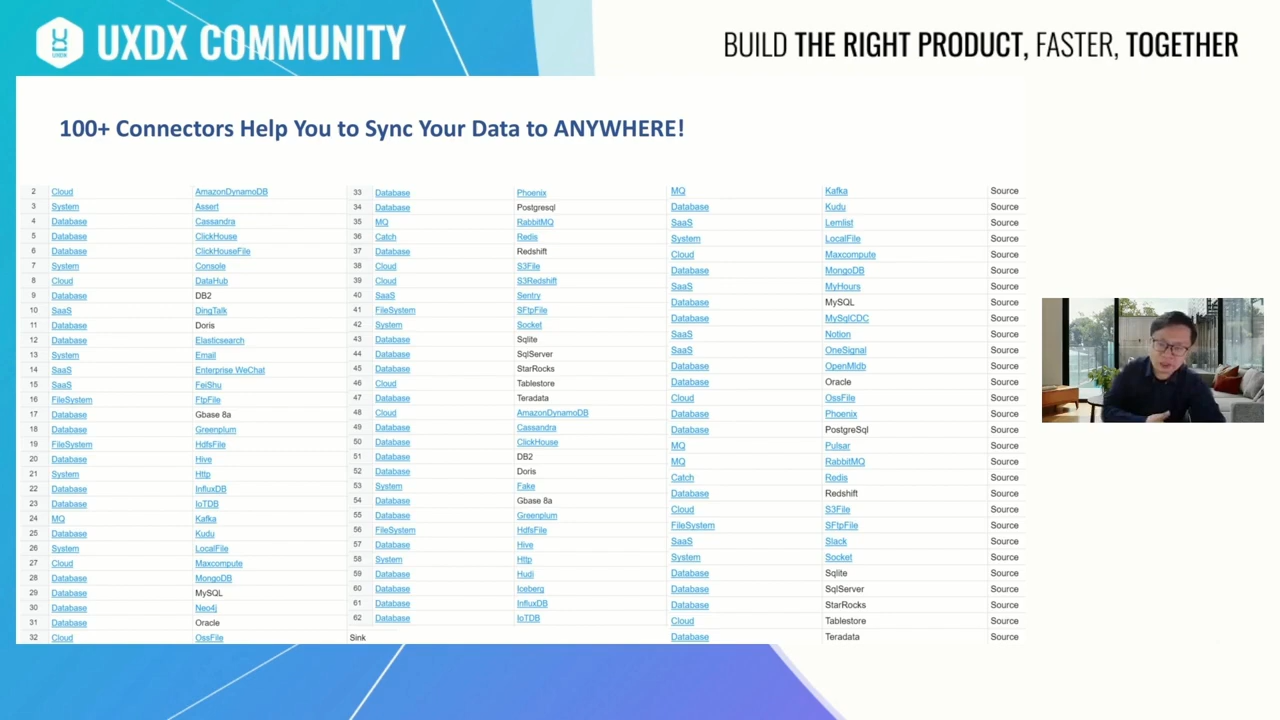 UXDX
UXDX COMMUNITY
BUILD THE RIGHT PRODUCT, FASTER, TOGETHER
100+ Connectors Help You to Sync Your Data to ANYWHERE!
2 Cloud AmazonDynamoDB
3 System Assert
4 Database Cassandra
5 Database ClickHouse
6 Database ClickHouseFile
7 System Console
8 Cloud DataHub
9 Database DB2
10 SaaS DingTalk
11 Database Doris
12 Database Elasticsearch
13 System Email
14 SaaS Enterprise WeChat
15 SaaS FeiShu
16 FileSystem FtpFile
17 Database Gbase 8a
18 Database Greenplum
19 FileSystem HdfsFile
20 Database Hive
21 System Http
22 Database InfluxDB
23 Database IoTDB
24 MQ Kafka
25 Database Kudu
26 System LocalFile
27 Cloud Maxcompute
28 Database MongoDB
29 Database MySQL
30 Database Neo4j
31 Database Oracle
32 Cloud OssFile Sink
33 Database Phoenix
34 Database Postgresql
35 MQ RabbitMQ
36 Catch Redis
37 Database Redshift
38 Cloud S3File
39 Cloud S3Redshift
40 SaaS Sentry
41 FileSystem SFtpFile
42 System Socket
43 Database Sqlite
44 Database SqlServer
45 Database StarRocks
46 Cloud Tablestore
47 Database Teradata
48 Cloud AmazonDynamoDB
49 Database Cassandra
50 Database ClickHouse
51 Database DB2
52 Database Doris
53 System Fake
54 Database Gbase 8a
55 Database Greenplum
56 FIleSystem HdfsFile
57 Database Hive
58 System Http
59 Database Hudi
60 Database Iceberg
61 Database InfluxDB
62 Database IoTDB
MQ Kafka Source
Database Kudu Source
SaaS Lemlist Source
System LocalFile Source
Cloud Maxcompute Source
Database MongoDB Source
SaaS MyHours Source
Database MySQL Source
Database MySqlCDC Source
SaaS Notion Source
SaaS OneSignal Source
Database OpenMldb Source
Database Oracle Source
Cloud OssFile Source
Database Phoenix Source
Database PostgreSql Source
MQ Pulsar Source
MQ RabbitMQ Source
Catch Redis Source
Database Redshift Source
Cloud S3File Source
FileSystem SFtpFile Source
SaaS Slack Source
System Socket Source
Database Sqlite Source
Database SqlServer Source
Database StarRocks Source
Cloud Tablestore Source
Database Teradata Source